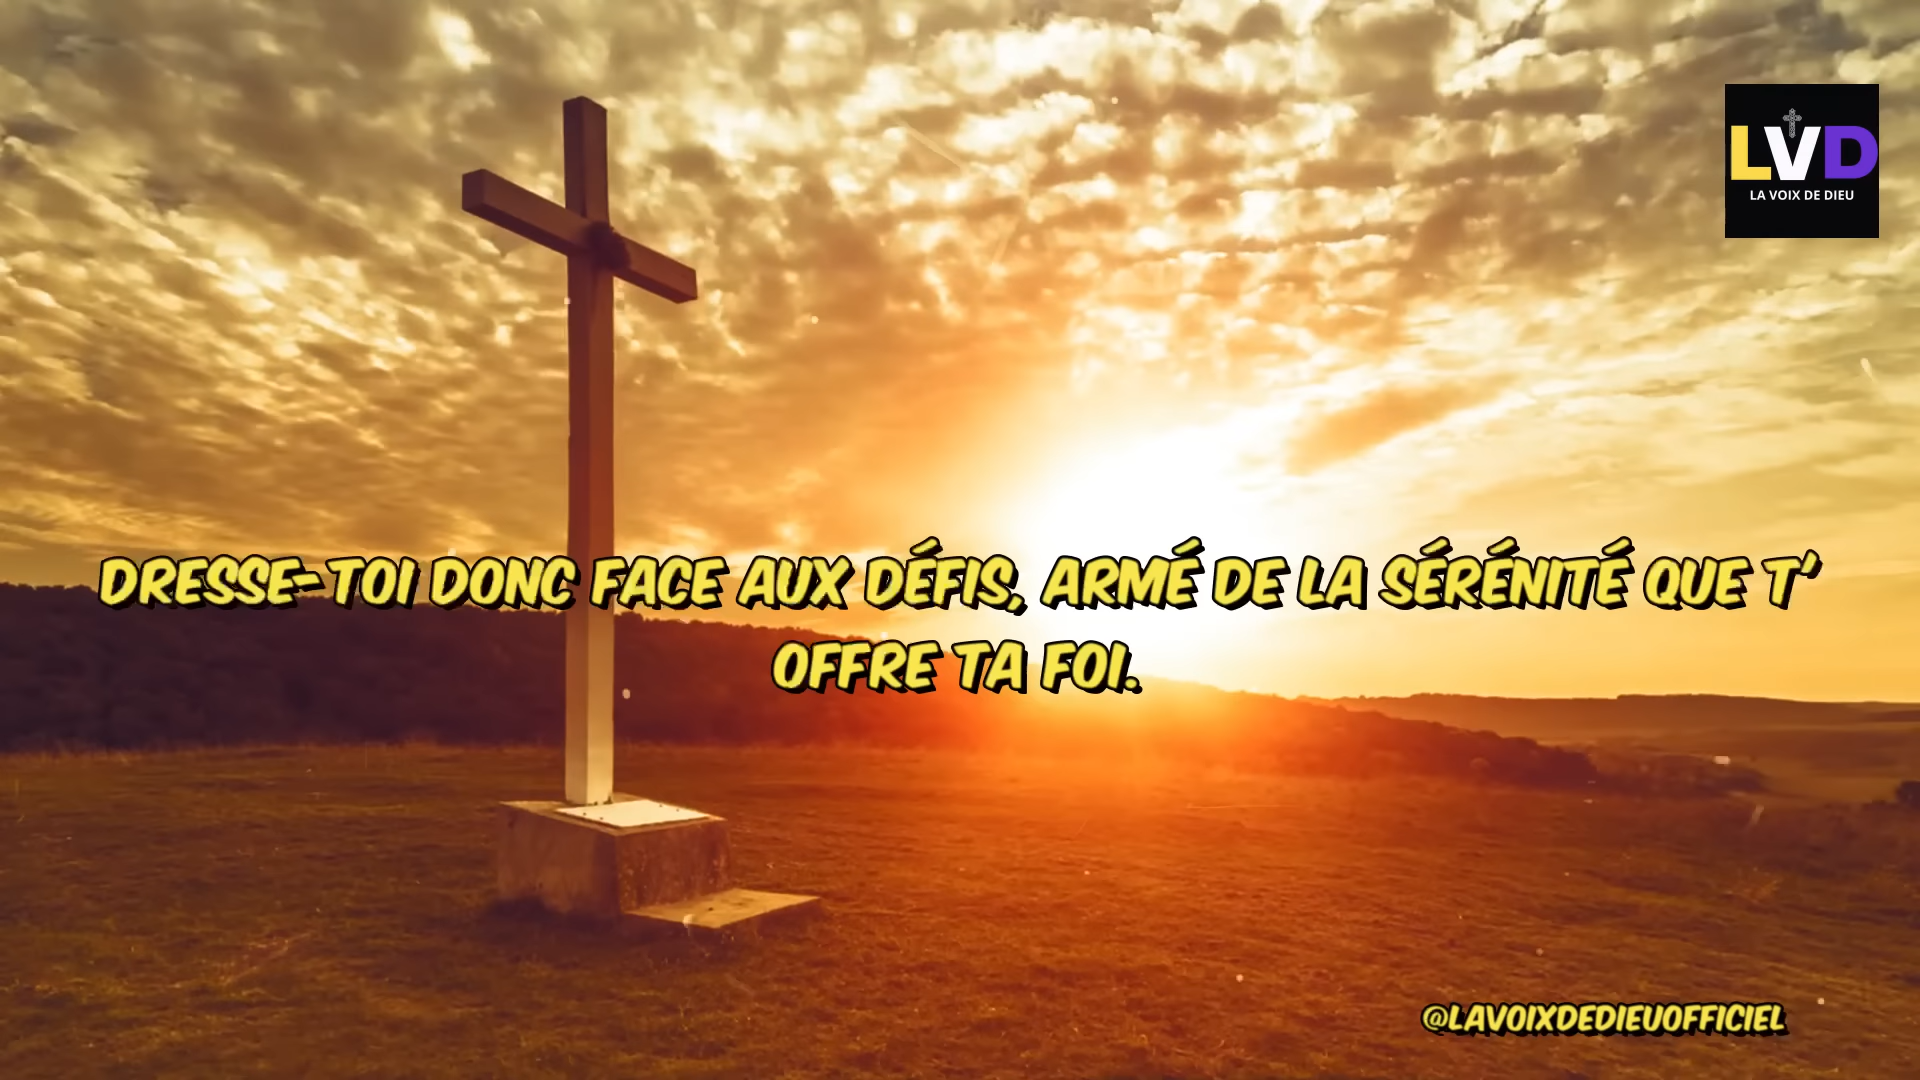 LVD
LA VOIX DE DIEU
DRESSE-TOI DONC FACE AUX DÉFIS, ARMÉ DE LA SÉRÉNITÉ QUE T'
OFFRE TA FOI.
@LAVOIXDEDIEUOFFICIEL